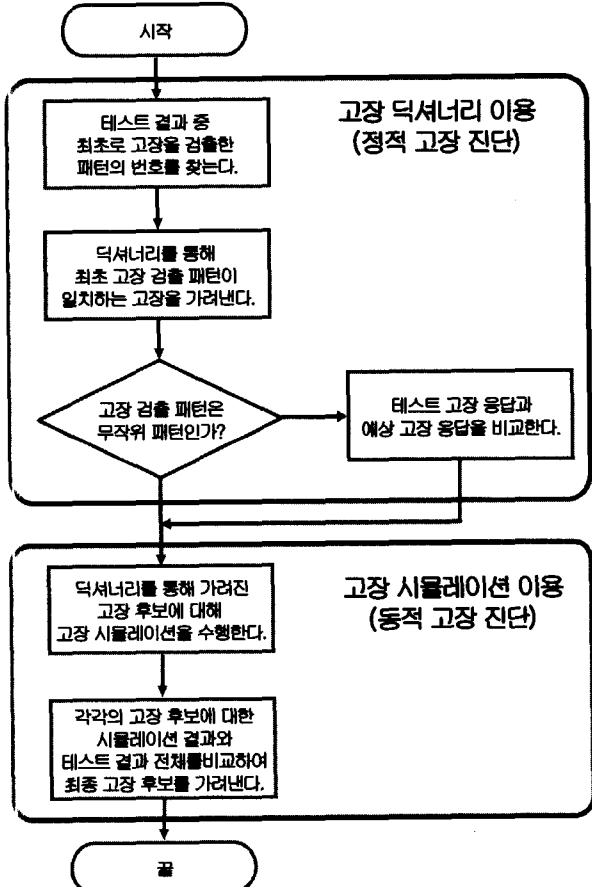 시작
고장 딕셔너리 이용
(정적 고장 진단)
테스트 결과 중
최초로 고장을 검출한
패턴의 번호를 찾는다.
딕셔너리를 통해
최초 고장 검출 패턴이
일치하는 고장을 가려낸다.
고장 검출 패턴은
무작위 패턴인가?
테스트 고장 응답과
예상 고장 응답을 비교한다.
고장 시뮬레이션 이용
(동적 고장 진단)
딕셔너리를 통해 가려진
고장 후보에 대해
고장 시뮬레이션을 수행한다.
각각의 고장 후보에 대한
시뮬레이션 결과와
테스트 결과 전체를비교하여
최종 고장 후보를 가려낸다.
끝